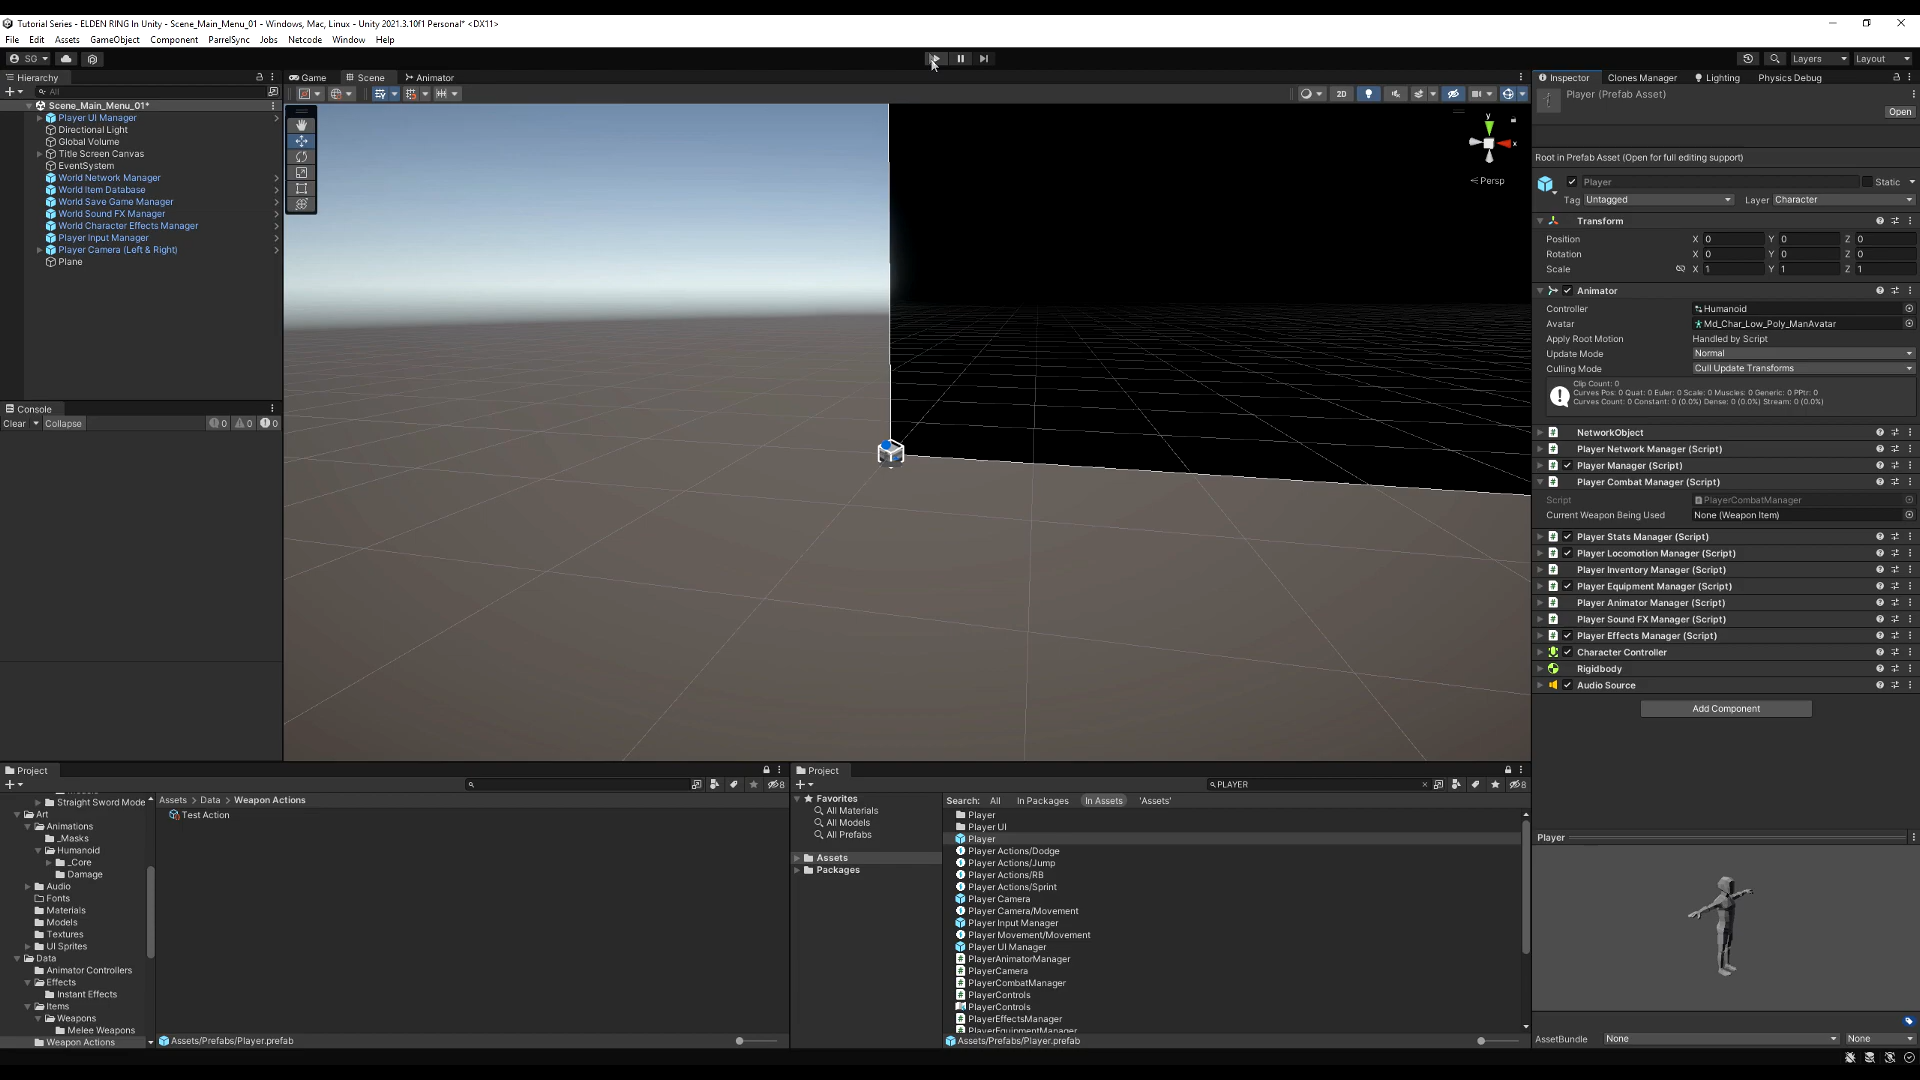 Tutorial Series - ELDEN RING In Unity - Scene_Main_Menu_01 - Windows, Mac, Linux - Unity 2021.3.10f1 Personal* <DX11>
File Edit Assets GameObject Component ParrelSync Jobs Netcode Window Help
SG Layers Layout
Hierarchy
All
Scene_Main_Menu_01*
Player UI Manager
Directional Light
Global Volume
Title Screen Canvas
EventSystem
World Network Manager
World Item Database
World Save Game Manager
World Sound FX Manager
World Character Effects Manager
Player Input Manager
Player Camera (Left & Right)
Plane
Console
Clear Collapse 0 0 0
Game Scene Animator
2D
y
x
Persp
Inspector Clones Manager Lighting Physics Debug
Player (Prefab Asset)
Open
Root in Prefab Asset (Open for full editing support)
Player Static
Tag Untagged Layer Character
Transform
Position X 0 Y 0 Z 0
Rotation X 0 Y 0 Z 0
Scale X 1 Y 1 Z 1
Animator
Controller Humanoid
Avatar Md_Char_Low_Poly_ManAvatar
Apply Root Motion Handled by Script
Update Mode Normal
Culling Mode Cull Update Transforms
Clip Count: 0
Curves Pos: 0 Quat: 0 Euler: 0 Scale: 0 Muscles: 0 Generic: 0 PPtr: 0
Curves Count: 0 Constant: 0 (0.0%) Dense: 0 (0.0%) Stream: 0 (0.0%)
NetworkObject
Player Network Manager (Script)
Player Manager (Script)
Player Combat Manager (Script)
Script PlayerCombatManager
Current Weapon Being Used None (Weapon Item)
Player Stats Manager (Script)
Player Locomotion Manager (Script)
Player Inventory Manager (Script)
Player Equipment Manager (Script)
Player Animator Manager (Script)
Player Sound FX Manager (Script)
Player Effects Manager (Script)
Character Controller
Rigidbody
Audio Source
Add Component
Player
AssetBundle None None
Project
8
Straight Sword Mode
Art
Animations
_Masks
Humanoid
_Core
Damage
Audio
Fonts
Materials
Models
Textures
UI Sprites
Data
Animator Controllers
Effects
Instant Effects
Items
Weapons
Melee Weapons
Weapon Actions
Assets > Data > Weapon Actions
Test Action
Assets/Prefabs/Player.prefab
Project
PLAYER
8
Favorites
All Materials
All Models
All Prefabs
Assets
Packages
Search: All In Packages In Assets 'Assets'
Player
Player UI
Player
Player Actions/Dodge
Player Actions/Jump
Player Actions/RB
Player Actions/Sprint
Player Camera
Player Camera/Movement
Player Input Manager
Player Movement/Movement
Player UI Manager
PlayerAnimatorManager
PlayerCamera
PlayerCombatManager
PlayerControls
PlayerControls
PlayerEffectsManager
PlayerEquipmentManager
Assets/Prefabs/Player.prefab